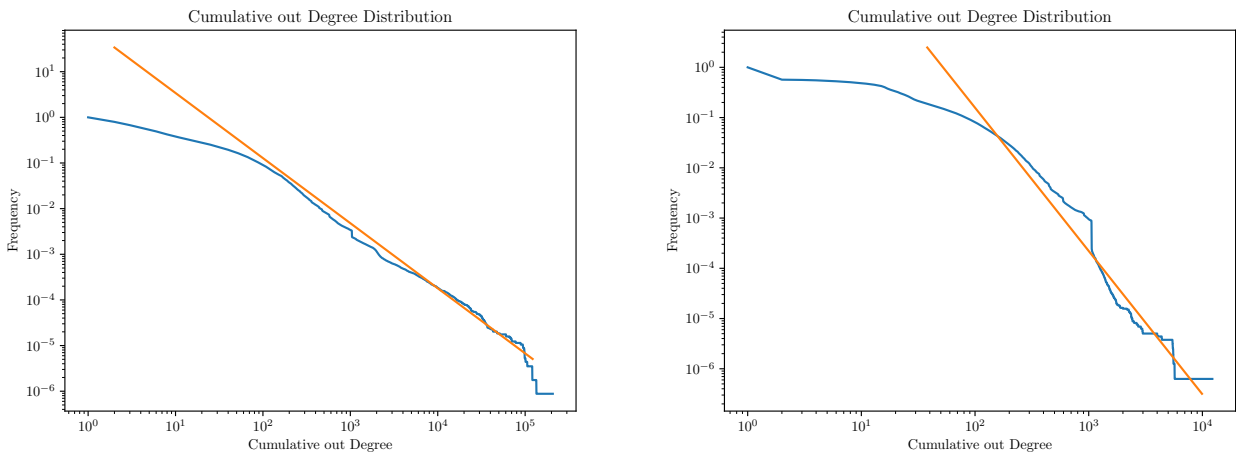 Cumulative out Degree Distribution
Frequency
10¹
10⁰
10⁻¹
10⁻²
10⁻³
10⁻⁴
10⁻⁵
10⁻⁶
10⁰ 10¹ 10² 10³ 10⁴ 10⁵
Cumulative out Degree
Cumulative out Degree Distribution
Frequency
10⁰
10⁻¹
10⁻²
10⁻³
10⁻⁴
10⁻⁵
10⁻⁶
10⁰ 10¹ 10² 10³ 10⁴
Cumulative out Degree